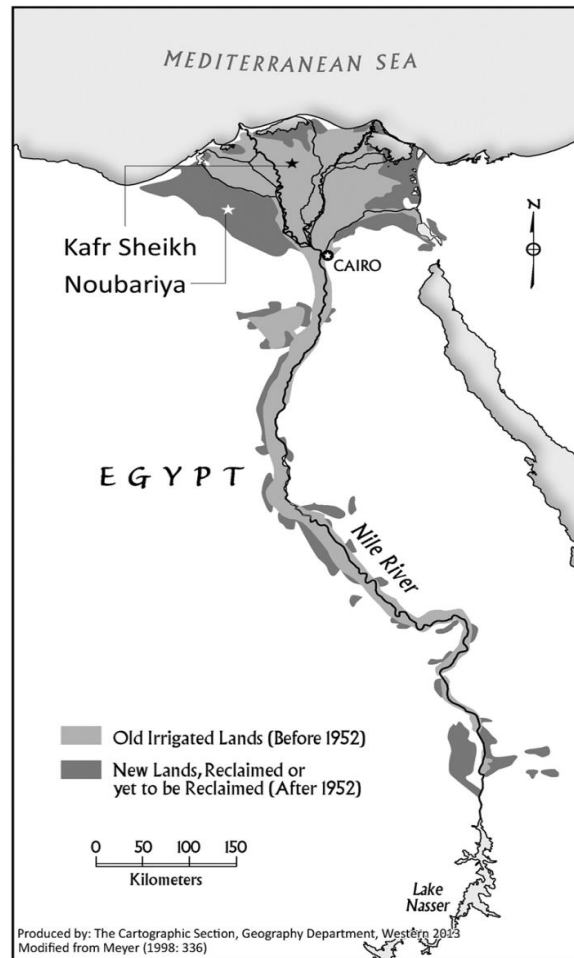 MEDITERRANEAN SEA
Kafr Sheikh
Noubariya
CAIRO
N
EGYPT
Nile River
Old Irrigated Lands (Before 1952)
New Lands, Reclaimed or
yet to be Reclaimed (After 1952)
0 50 100 150
Kilometers
Lake
Nasser
Produced by: The Cartographic Section, Geography Department, Western 2013
Modified from Meyer (1998: 336)